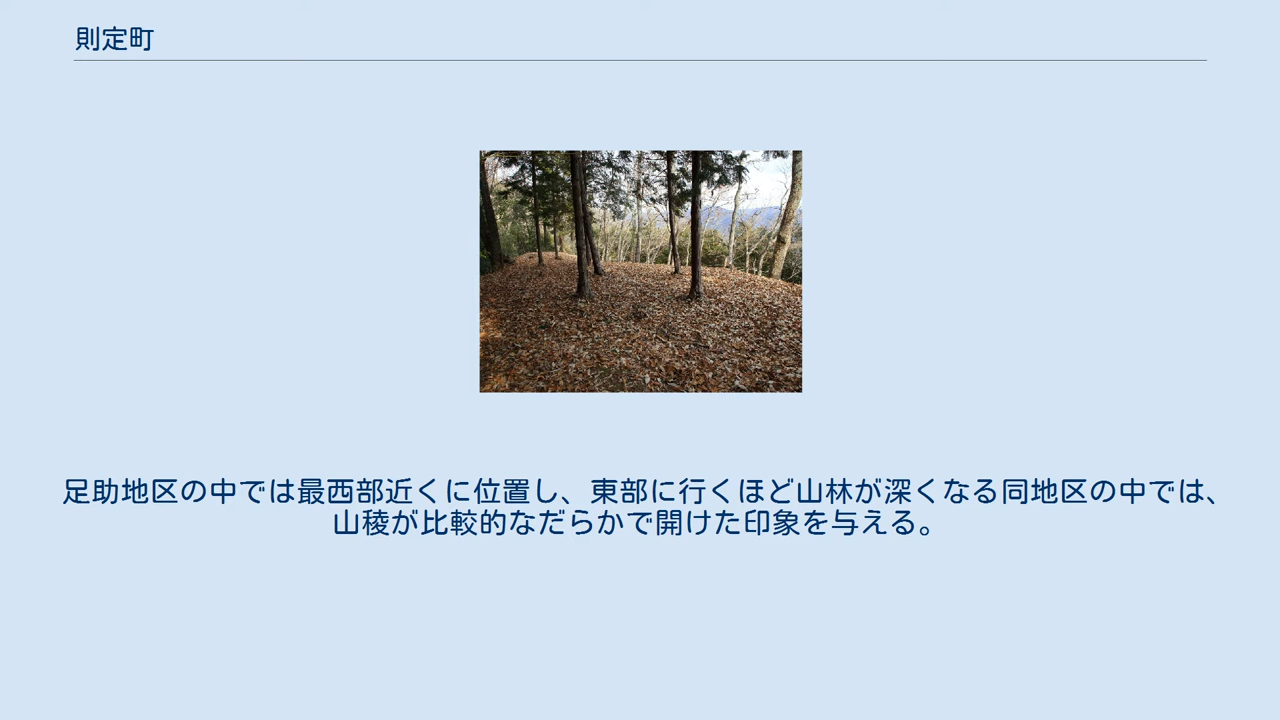 則定町
足助地区の中では最西部近くに位置し、東部に行くほど山林が深くなる同地区の中では、
山稜が比較的なだらかで開けた印象を与える。